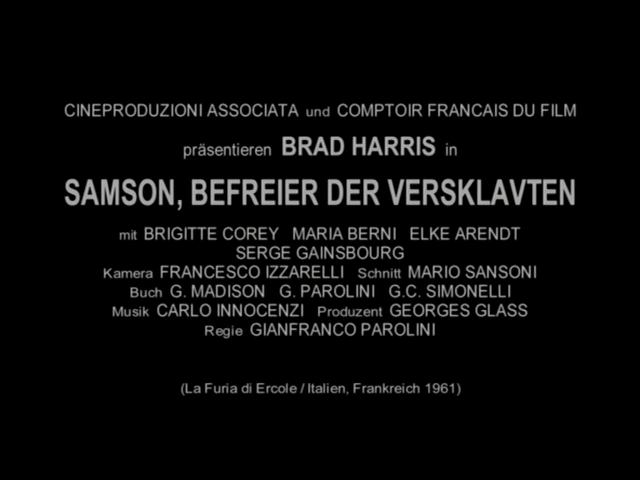 CINEPRODUZIONI ASSOCIATA und COMPTOIR FRANCAIS DU FILM
präsentieren BRAD HARRIS in
SAMSON, BEFREIER DER VERSKLAVTEN
mit BRIGITTE COREY MARIA BERNI ELKE ARENDT
SERGE GAINSBOURG
Kamera FRANCESCO IZZARELLI Schnitt MARIO SANSONI
Buch G. MADISON G. PAROLINI G.C. SIMONELLI
Musik CARLO INNOCENZI Produzent GEORGES GLASS
Regie GIANFRANCO PAROLINI
(La Furia di Ercole / Italien, Frankreich 1961)